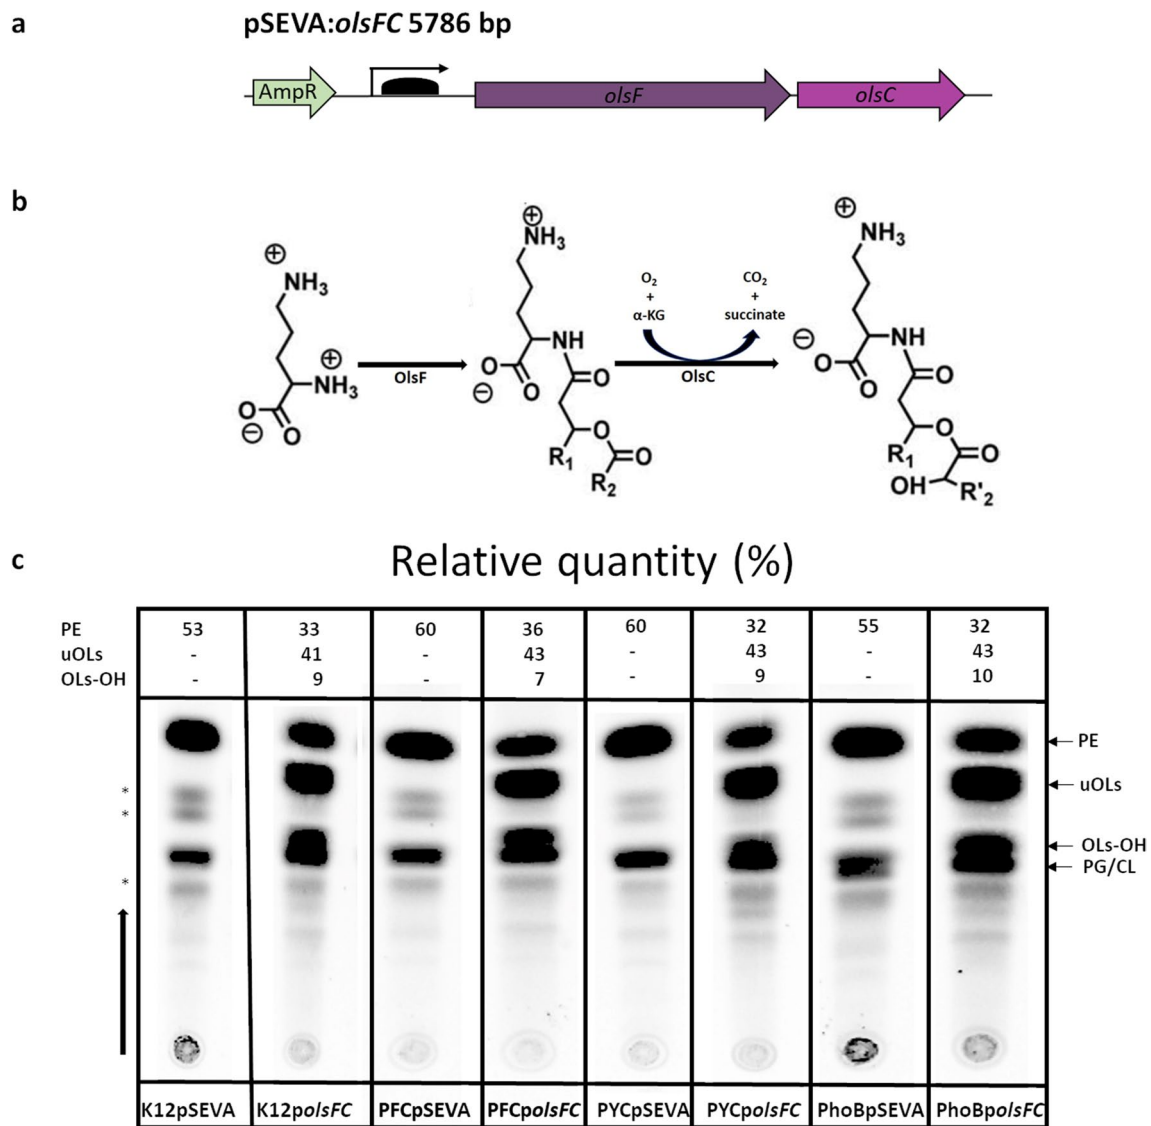 a
pSEVA:olsFC 5786 bp
AmpR
olsF
olsC
b
⊕
NH₃
⊕
NH₃
O
⊖
O
OlsF
⊕
NH₃
NH
O
⊖
O
O
O
R₁
O
R₂
O₂
+
α-KG
CO₂
+
succinate
OlsC
⊕
NH₃
⊖
O
NH
O
O
O
R₁
O
OH
R'₂
c
Relative quantity (%)
PE 53 33 60 36 60 32 55 32
uOLs - 41 - 43 - 43 - 43
OLs-OH - 9 - 7 - 9 - 10
PE
uOLs
*
*
OLs-OH
PG/CL
*
K12pSEVA K12polsFC PFCpSEVA PFCpolsFC PYCpSEVA PYCpolsFC PhoBpSEVA PhoBpolsFC